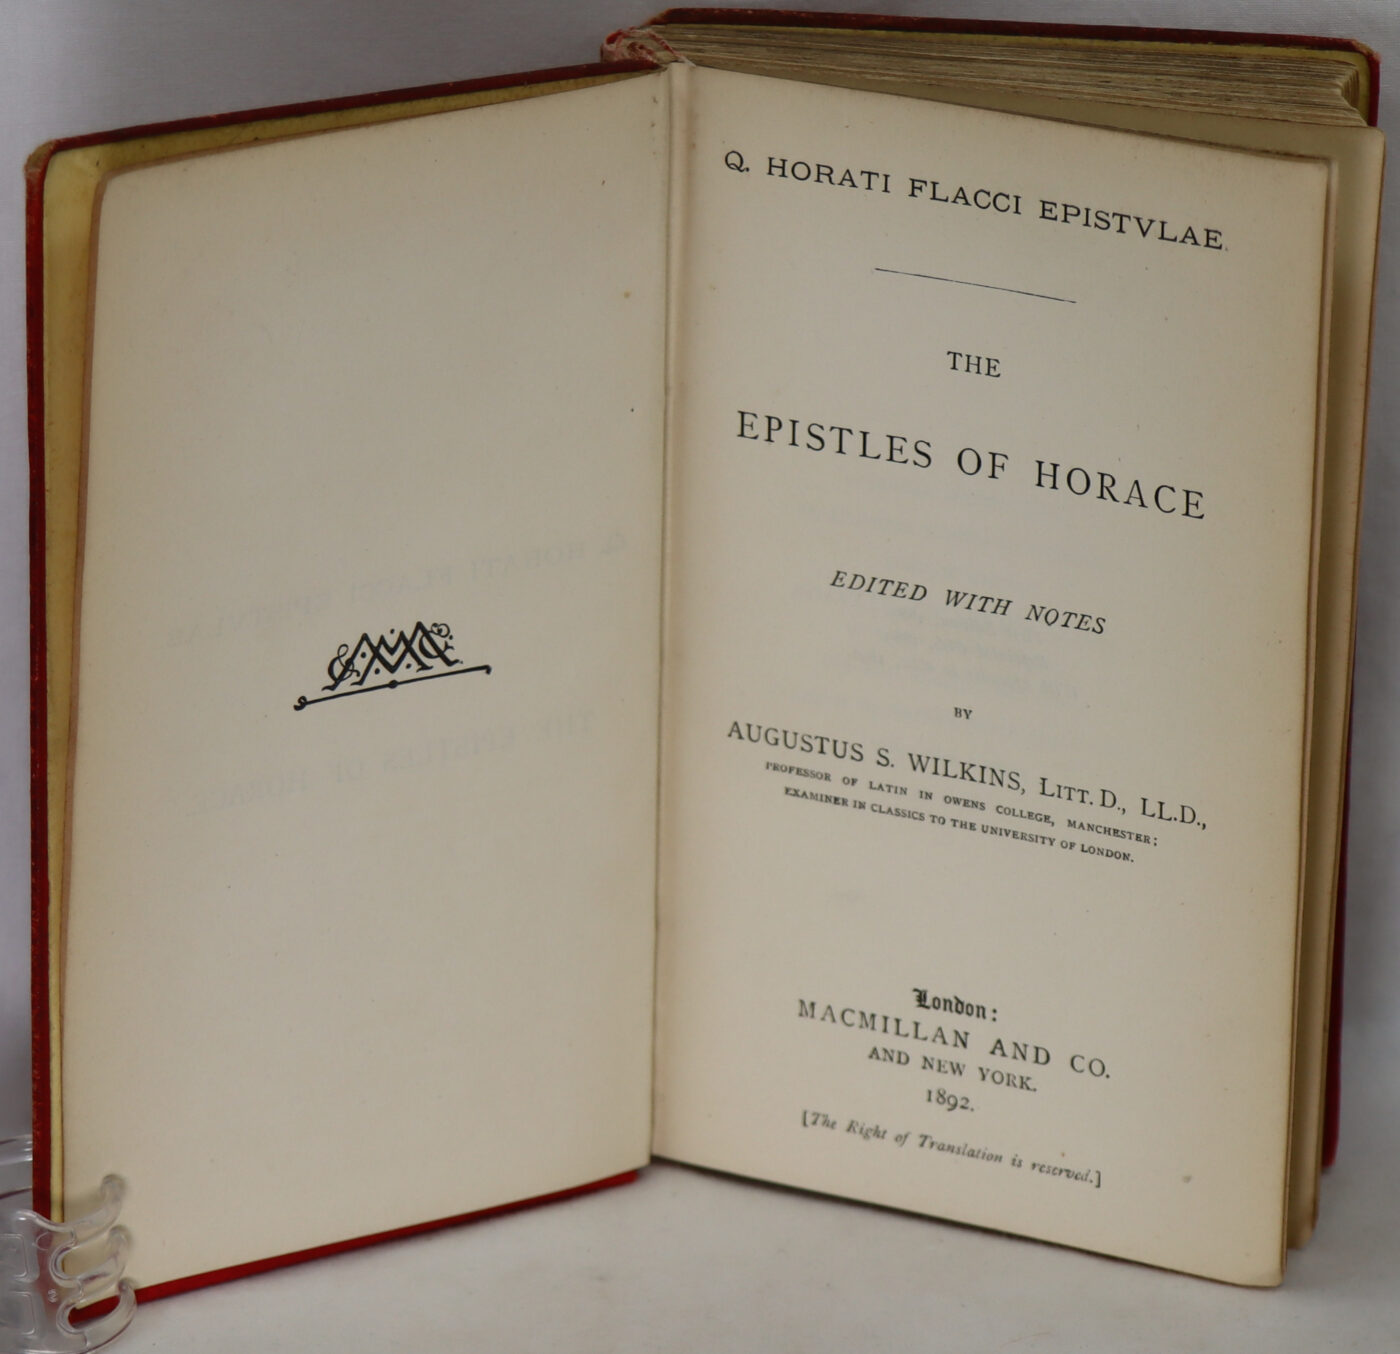 Q. HORATI FLACCI EPISTVLAE.
THE
EPISTLES OF HORACE
EDITED WITH NOTES
BY
AUGUSTUS S. WILKINS, LITT. D., LL.D.,
PROFESSOR OF LATIN IN OWENS COLLEGE, MANCHESTER;
EXAMINER IN CLASSICS TO THE UNIVERSITY OF LONDON.
London:
MACMILLAN AND CO.
AND NEW YORK.
1892.
[The Right of Translation is reserved.]